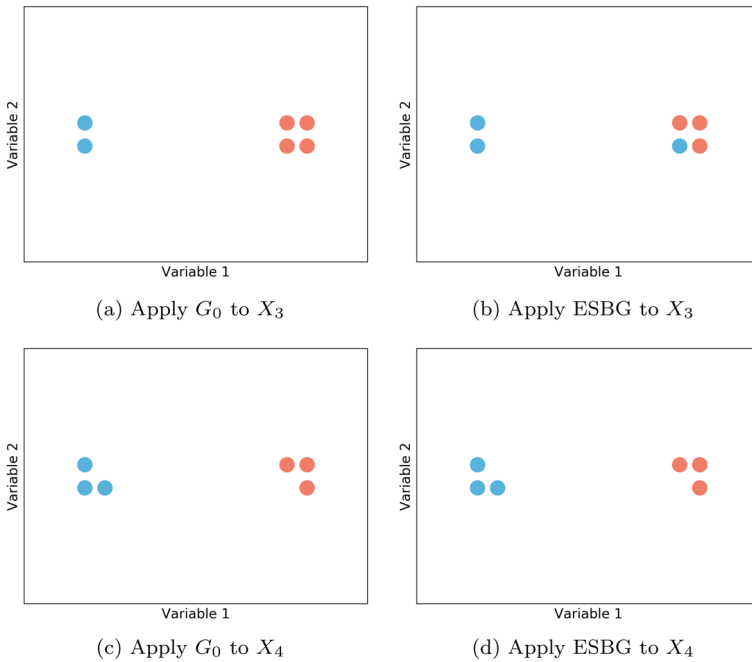 Variable 2
Variable 1
Variable 2
Variable 1
(a) Apply G₀ to X₃
(b) Apply ESBG to X₃
Variable 2
Variable 1
Variable 2
Variable 1
(c) Apply G₀ to X₄
(d) Apply ESBG to X₄